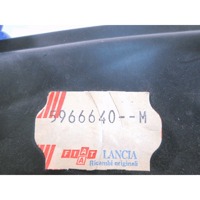 5966640--M
FIAT LANCIA
Ricambi originali